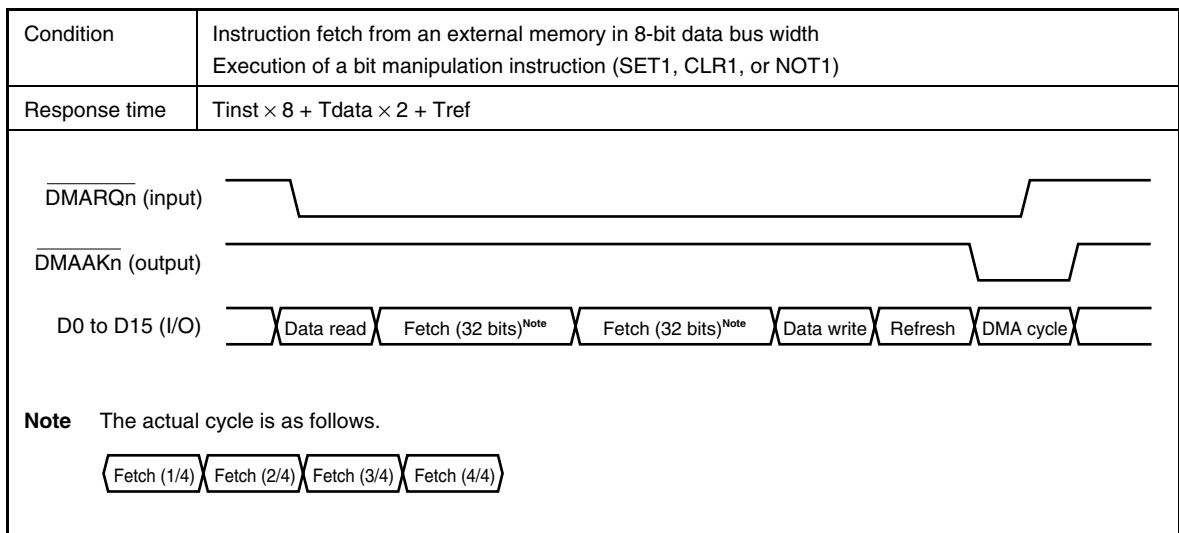 Condition
Instruction fetch from an external memory in 8-bit data bus width
Execution of a bit manipulation instruction (SET1, CLR1, or NOT1)
Response time
Tinst × 8 + Tdata × 2 + Tref
DMARQn (input)
DMAAKn (output)
D0 to D15 (I/O) Data read Fetch (32 bits)Note Fetch (32 bits)Note Data write Refresh DMA cycle
Note The actual cycle is as follows.
Fetch (1/4) Fetch (2/4) Fetch (3/4) Fetch (4/4)